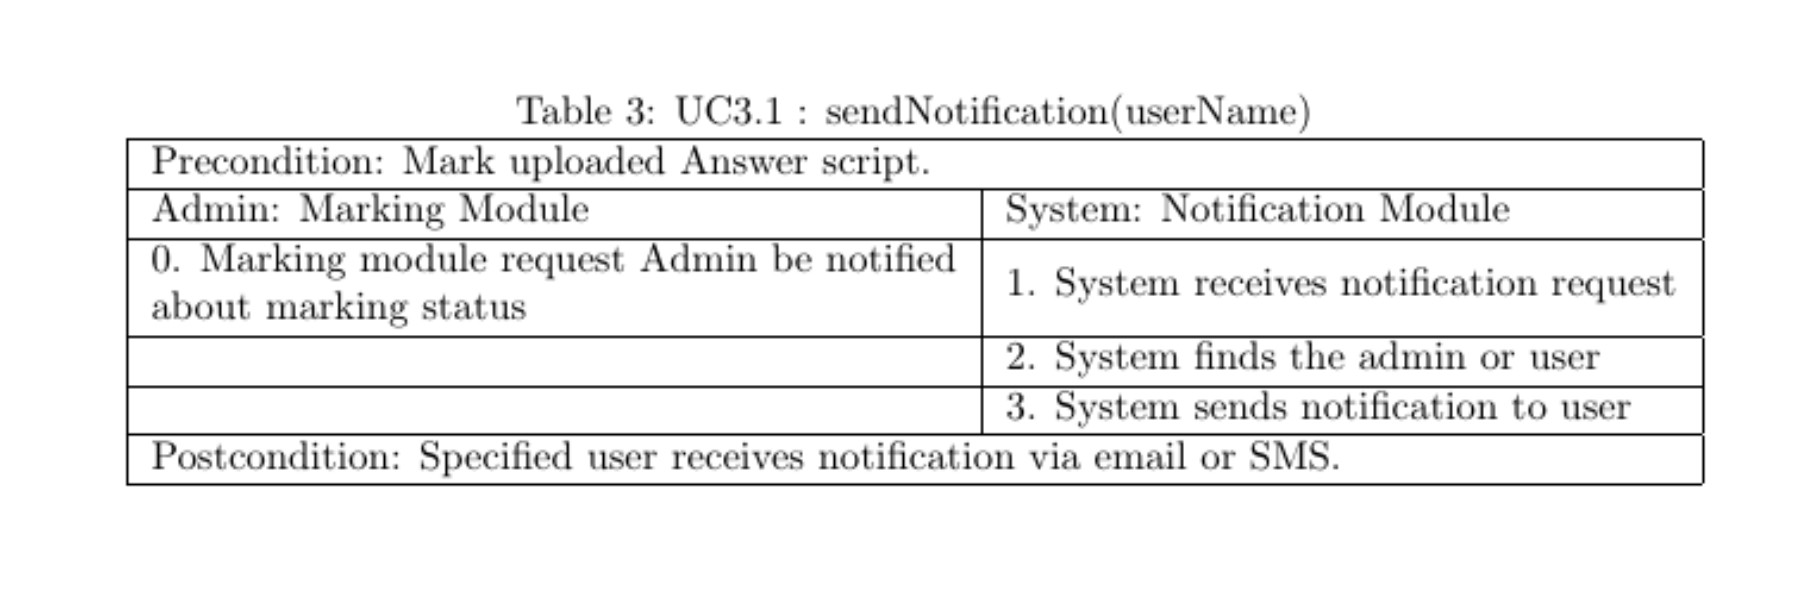 Table 3: UC3.1 : sendNotification(userName)
Precondition: Mark uploaded Answer script.
Admin: Marking Module
System: Notification Module
0. Marking module request Admin be notified
about marking status
1. System receives notification request
2. System finds the admin or user
3. System sends notification to user
Postcondition: Specified user receives notification via email or SMS.